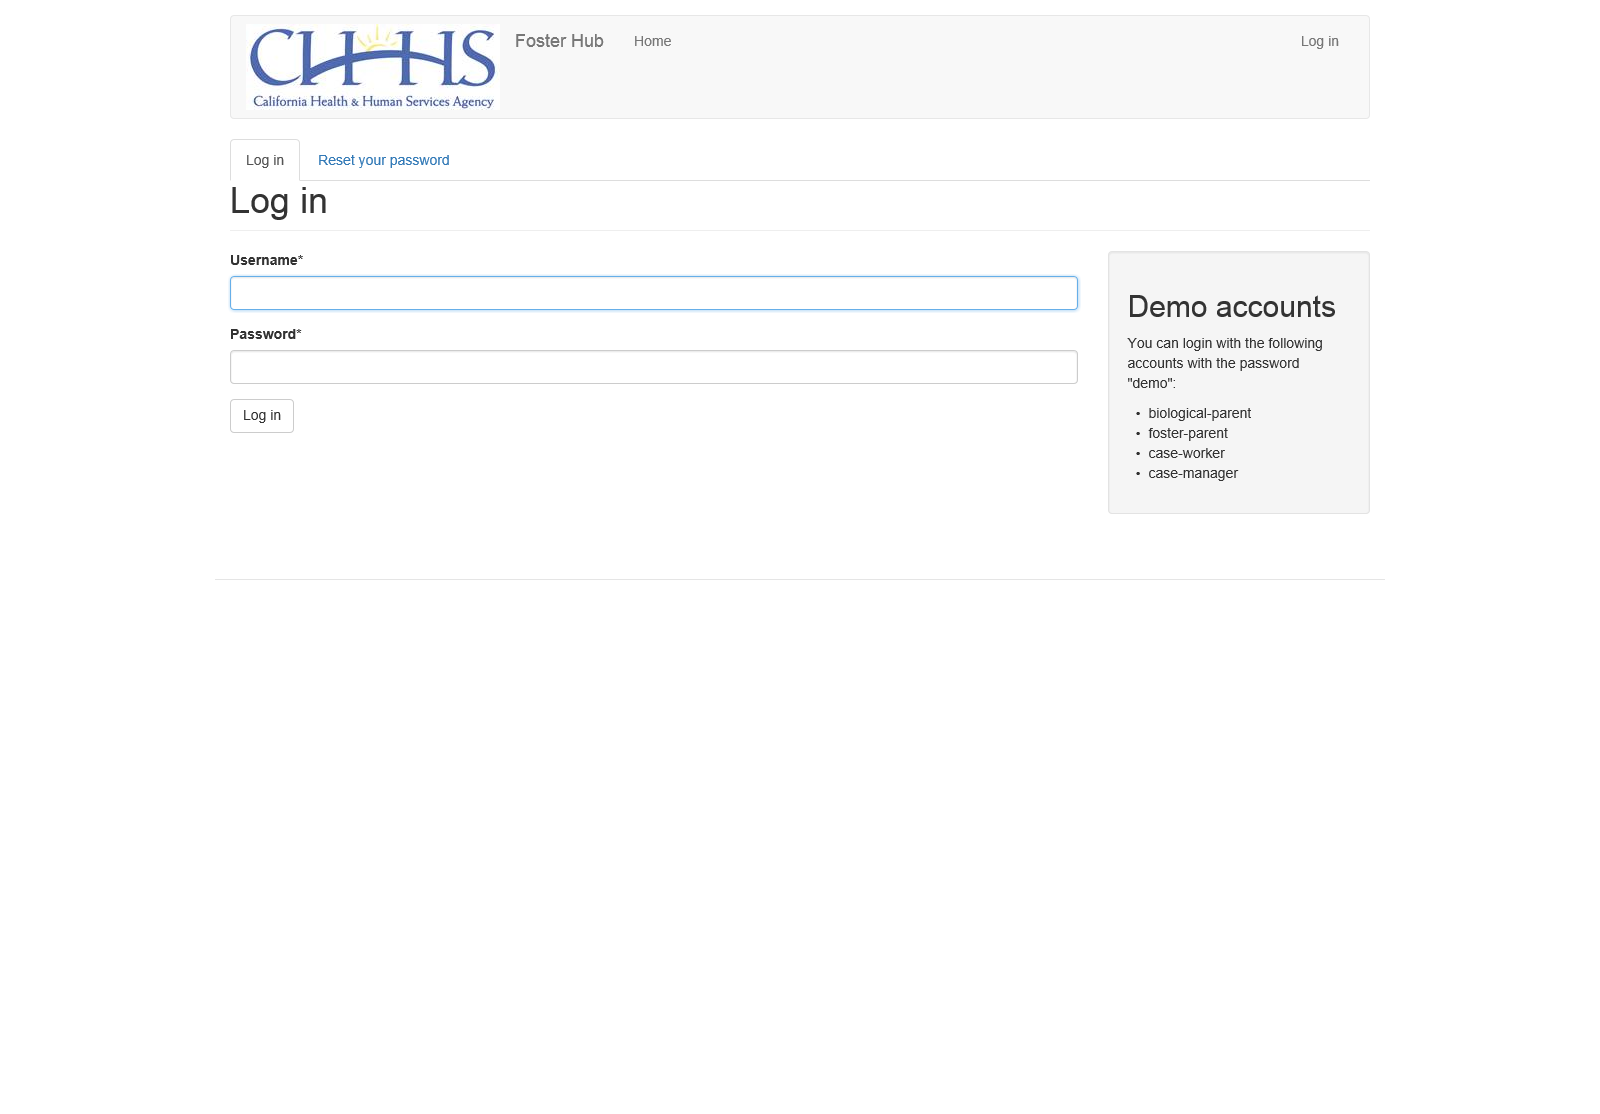 CHHS
California Health & Human Services Agency
Foster Hub
Home
Log in
Log in
Reset your password
Log in
Username*
Password*
Log in
Demo accounts
You can login with the following
accounts with the password
"demo":
• biological-parent
• foster-parent
• case-worker
• case-manager